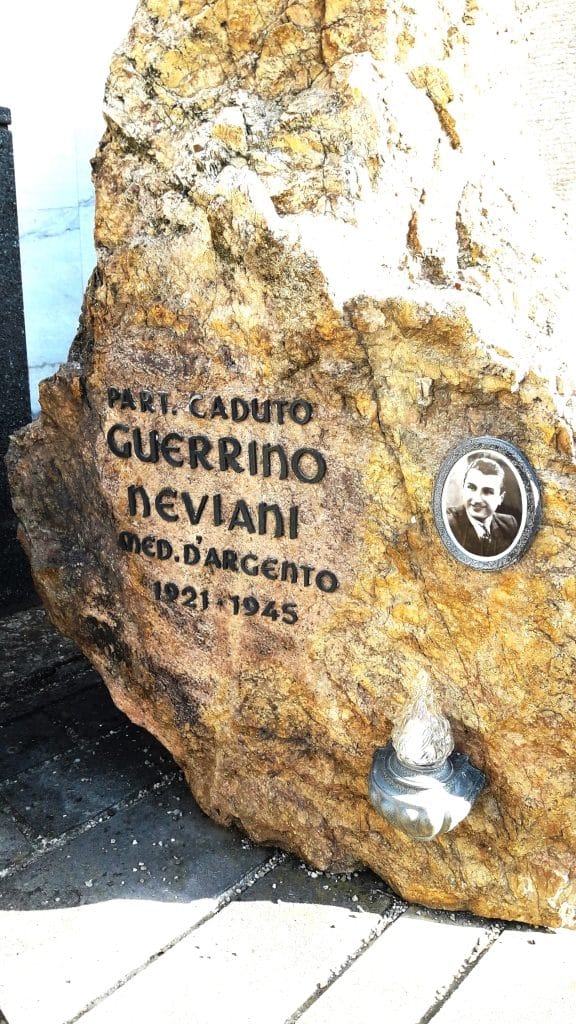 PART. CADUTO
GUERRINO
NEVIANI
MED. D'ARGENTO
1921 · 1945